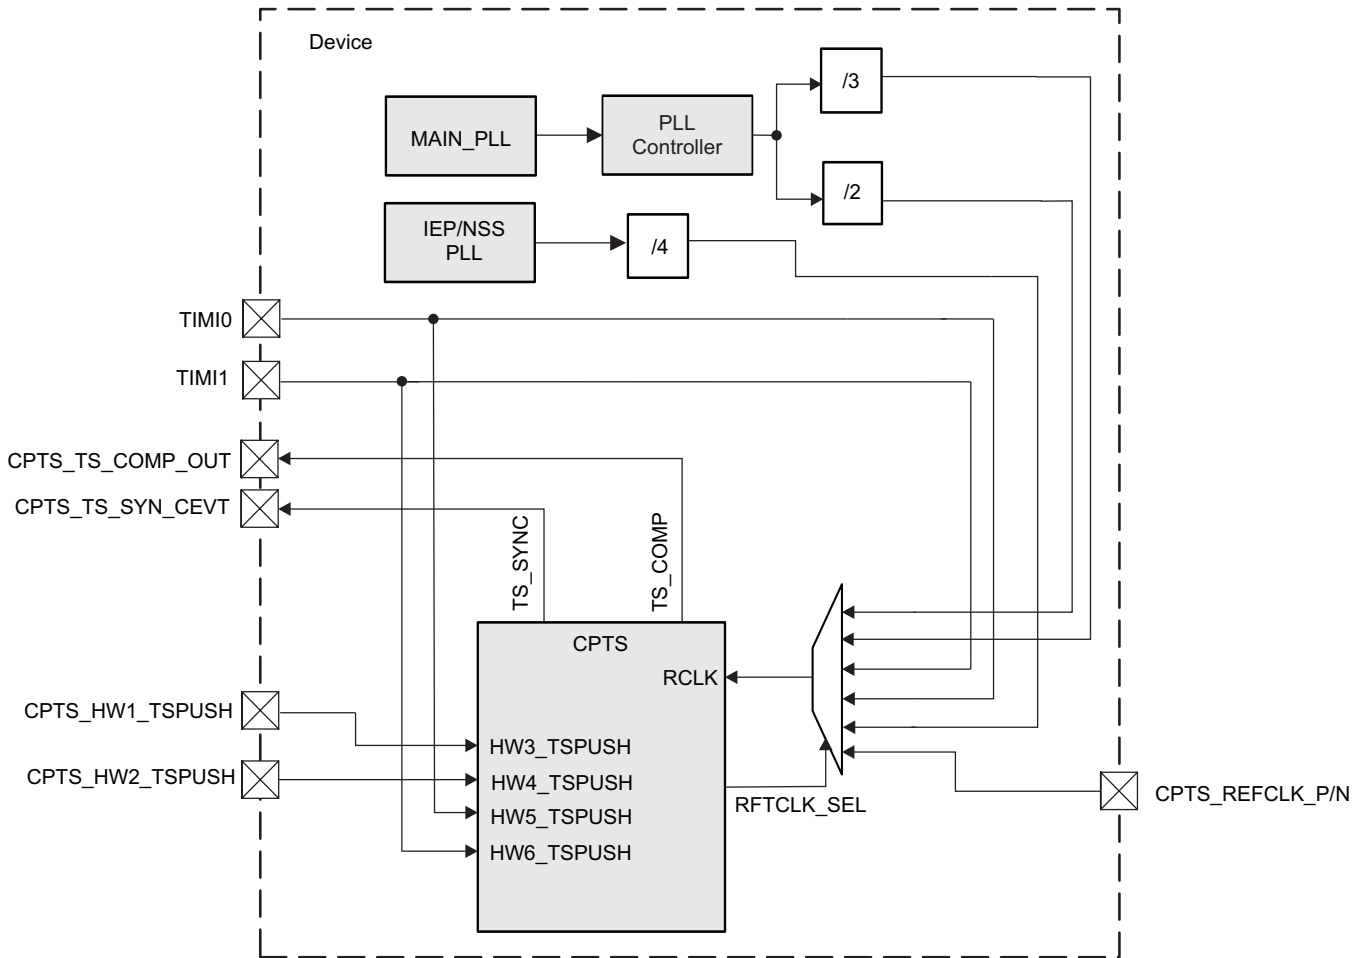 Device
/3
MAIN_PLL
PLL
Controller
/2
IEP/NSS
PLL
/4
TIMI0
TIMI1
CPTS_TS_COMP_OUT
CPTS_TS_SYN_CEVT
TS_SYNC
TS_COMP
CPTS
RCLK
CPTS_HW1_TSPUSH
HW3_TSPUSH
CPTS_HW2_TSPUSH
HW4_TSPUSH
RFTCLK_SEL
CPTS_REFCLK_P/N
HW5_TSPUSH
HW6_TSPUSH